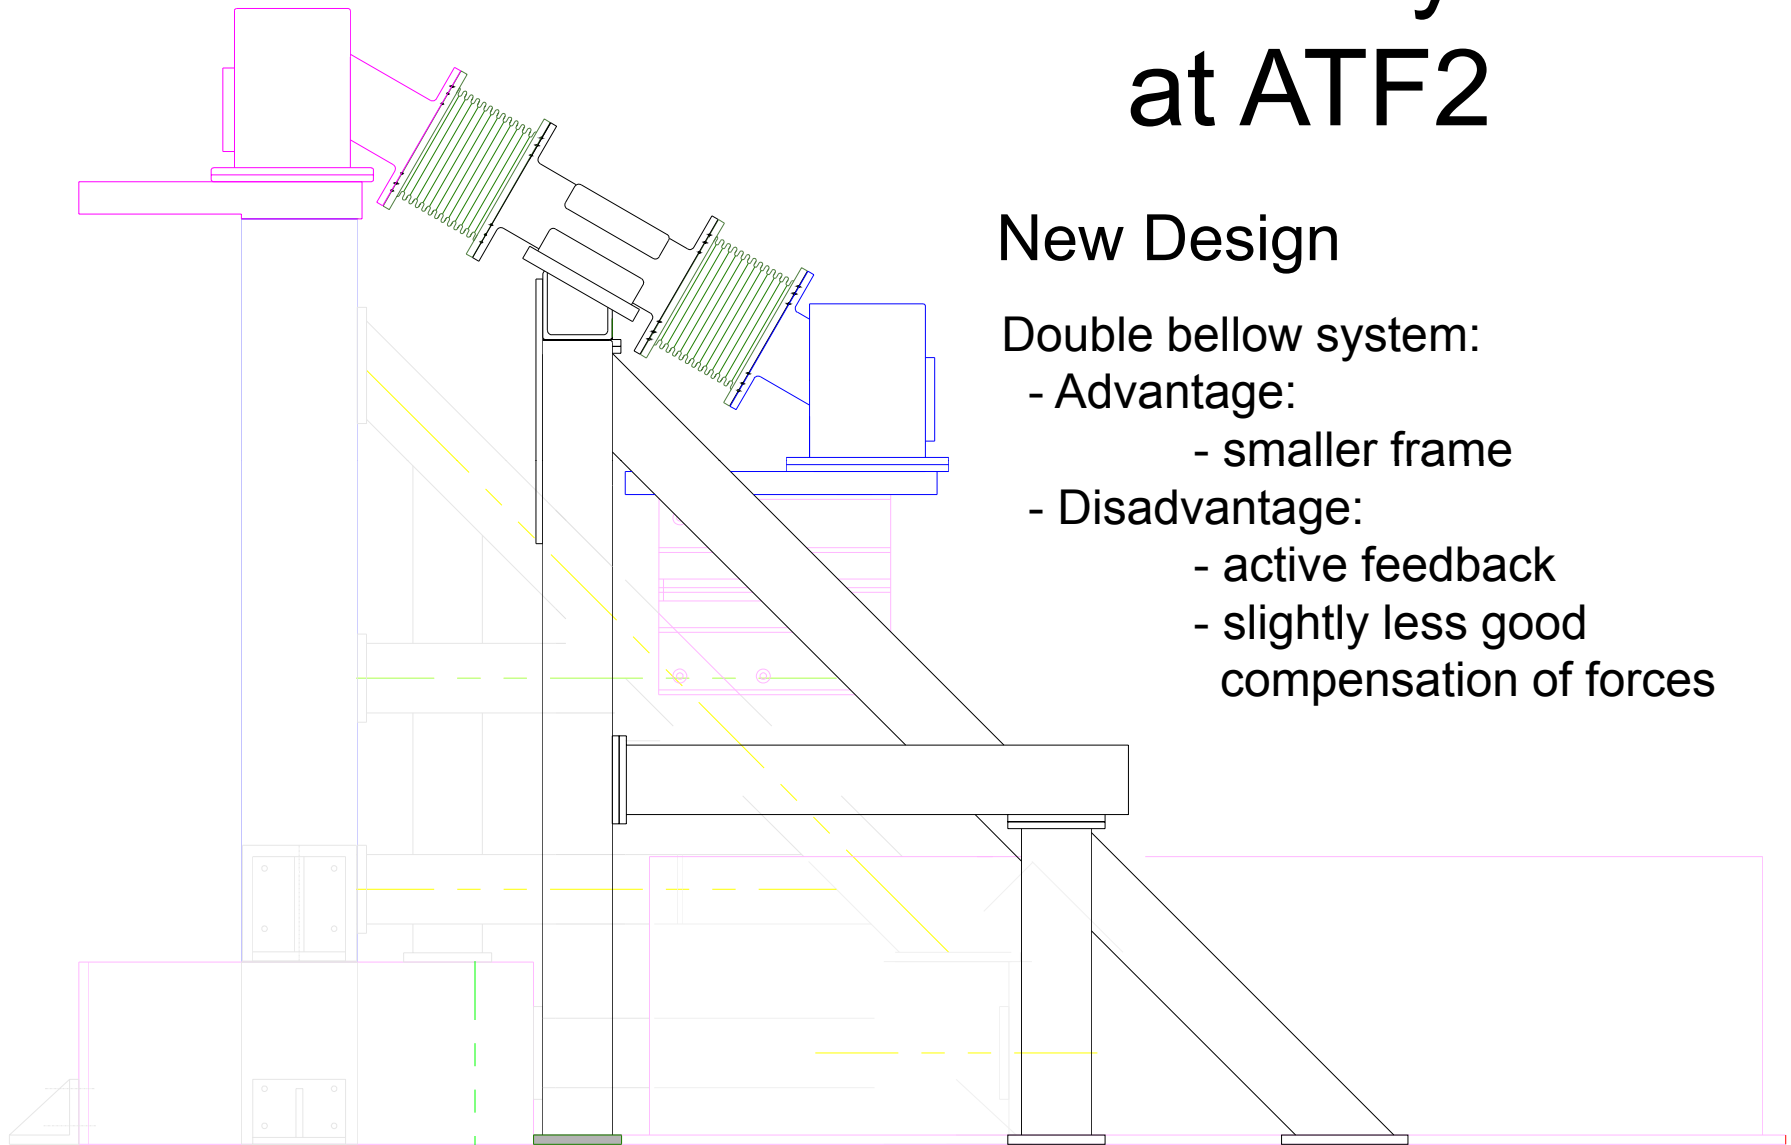 at ATF2
New Design
Double bellow system:
- Advantage:
- smaller frame
- Disadvantage:
- active feedback
- slightly less good
compensation of forces